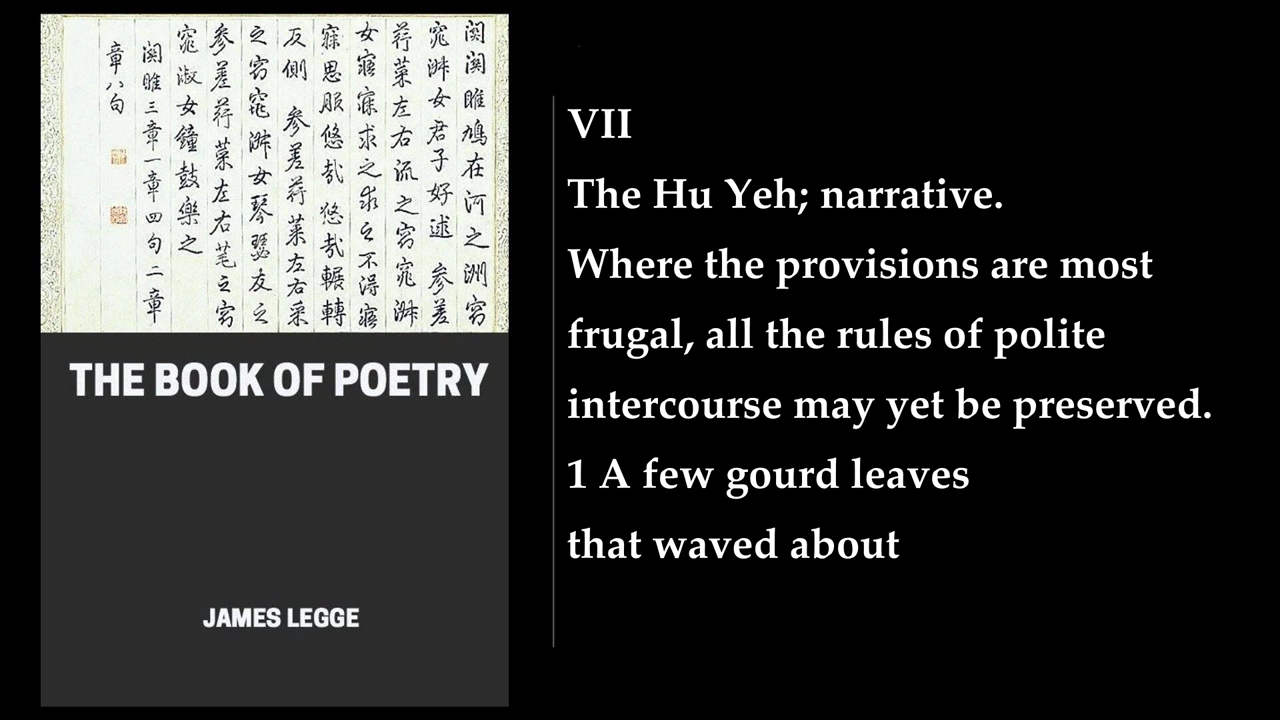 關關雎鳩在河之洲窈
窕淑女君子好逑 參差
荇菜左右流之窈窕淑
女寤寐求之求之不得寤
寐思服悠哉悠哉輾轉
反側 參差荇菜左右采
之窈窕淑女琴瑟友之
參差荇菜左右芼之窈
窕淑女鐘鼓樂之
關雎三章一章四句二章
章八句
THE BOOK OF POETRY
JAMES LEGGE
VII
The Hu Yeh; narrative.
Where the provisions are most
frugal, all the rules of polite
intercourse may yet be preserved.
1 A few gourd leaves
that waved about